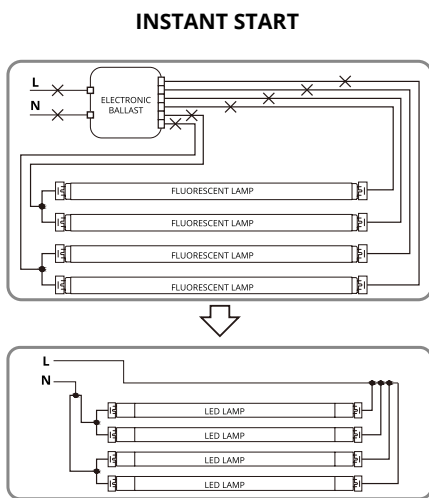 INSTANT START
L
N
ELECTRONIC
BALLAST
FLUORESCENT LAMP
FLUORESCENT LAMP
FLUORESCENT LAMP
FLUORESCENT LAMP
L
N
LED LAMP
LED LAMP
LED LAMP
LED LAMP